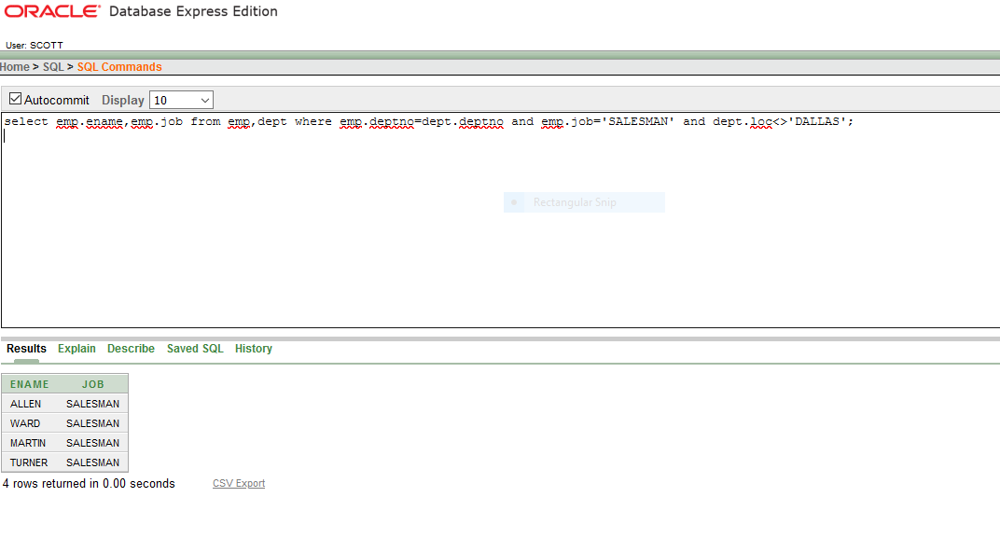 ORACLE® Database Express Edition
User: SCOTT
Home > SQL > SQL Commands
Autocommit Display 10
select emp.ename,emp.job from emp,dept where emp.deptno=dept.deptno and emp.job='SALESMAN' and dept.loc<>'DALLAS';
Rectangular Snip
Results Explain Describe Saved SQL History
ENAME JOB
ALLEN SALESMAN
WARD SALESMAN
MARTIN SALESMAN
TURNER SALESMAN
4 rows returned in 0.00 seconds CSV Export